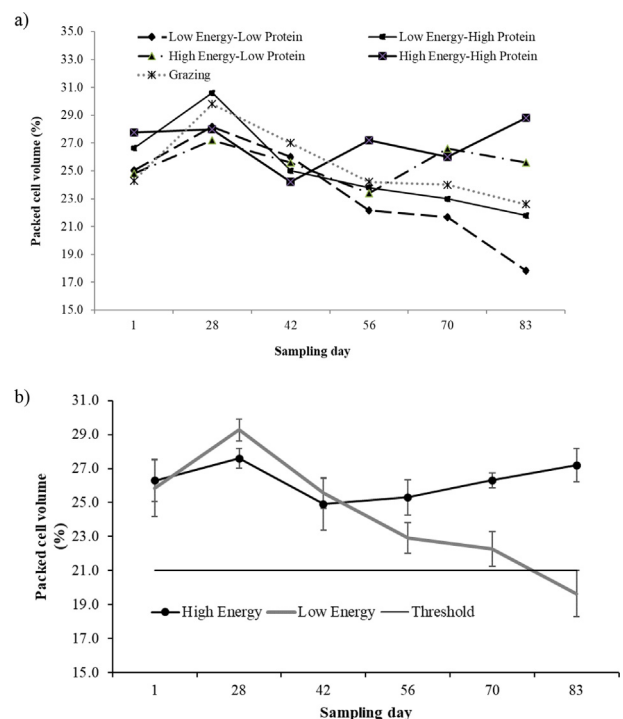 a)
35.0
Low Energy-Low Protein Low Energy-High Protein
33.0
High Energy-Low Protein High Energy-High Protein
31.0
Grazing
29.0
27.0
25.0
23.0
21.0
19.0
17.0
15.0
Packed cell volume (%)
1 28 42 56 70 83
Sampling day
b)
31.0
29.0
27.0
25.0
23.0
21.0
19.0
17.0
15.0
Packed cell volume
(%)
High Energy Low Energy Threshold
1 28 42 56 70 83
Sampling day